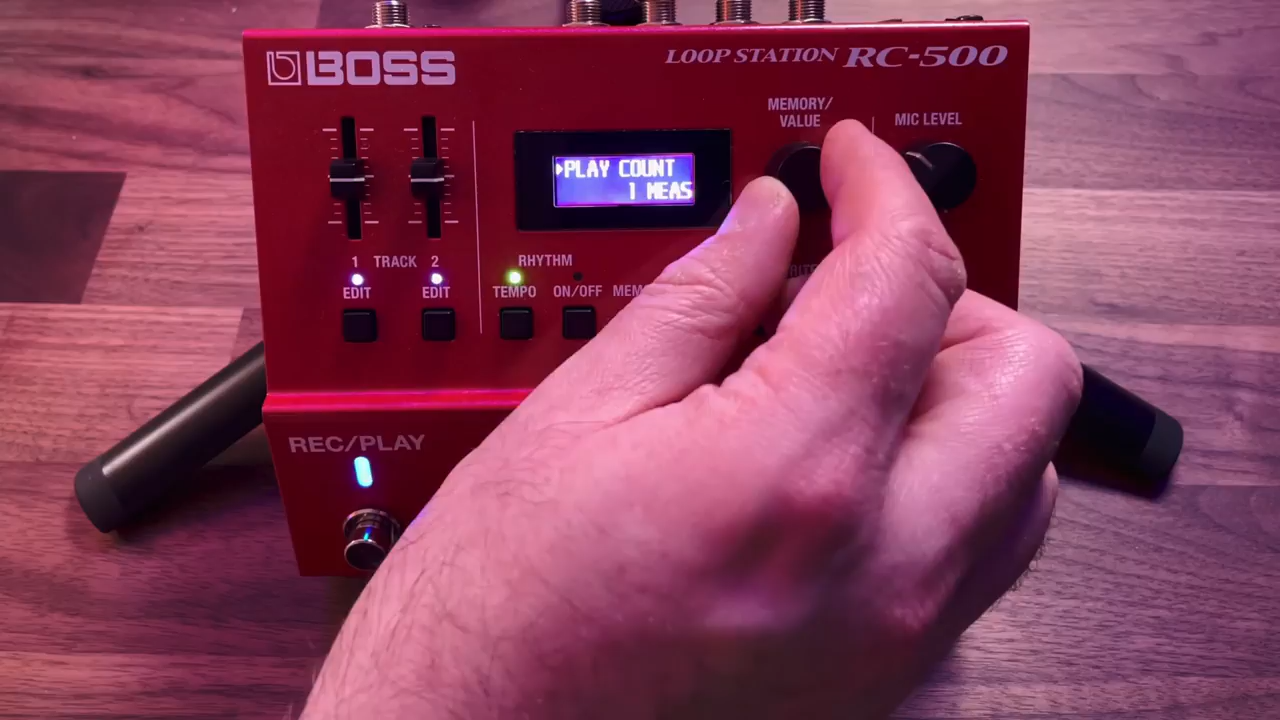 BOSS
LOOP STATION RC-500
MEMORY/
VALUE
MIC LEVEL
PLAY COUNT
1 MEAS
1 TRACK 2
RHYTHM
EDIT EDIT TEMPO ON/OFF
REC/PLAY